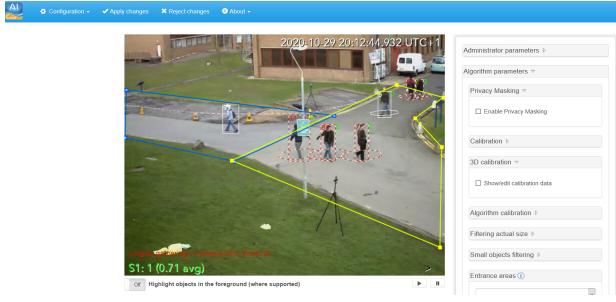 AI
Configuration
Apply changes
Reject changes
About
2020-10-29 20:12:44.932 UTC+1
S1: 1 (0.71 avg)
Off
Highlight objects in the foreground (where supported)
Administrator parameters
Algorithm parameters
Privacy Masking
Enable Privacy Masking
Calibration
3D calibration
Show/edit calibration data
Algorithm calibration
Filtering actual size
Small objects filtering
Entrance areas